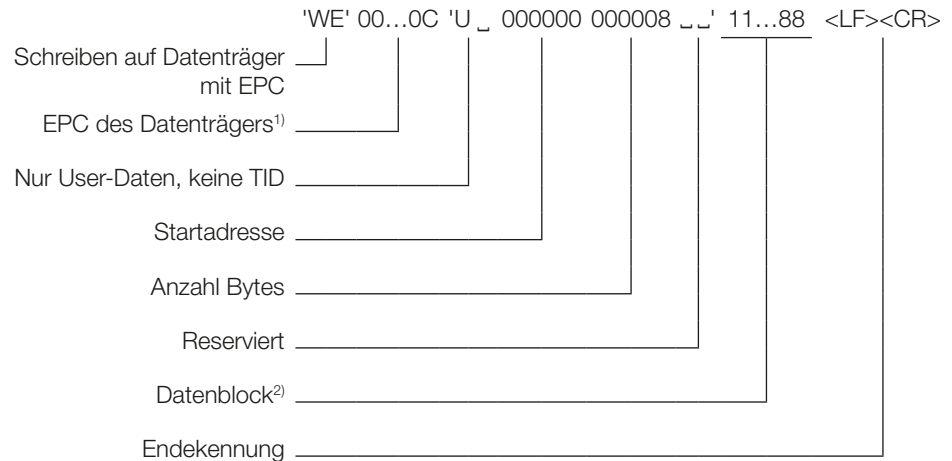 'WE' 00...0C 'U ␣ 000000 000008 ␣␣' 11...88 <LF><CR>
Schreiben auf Datenträger
mit EPC
EPC des Datenträgers1)
Nur User-Daten, keine TID
Startadresse
Anzahl Bytes
Reserviert
Datenblock2)
Endekennung